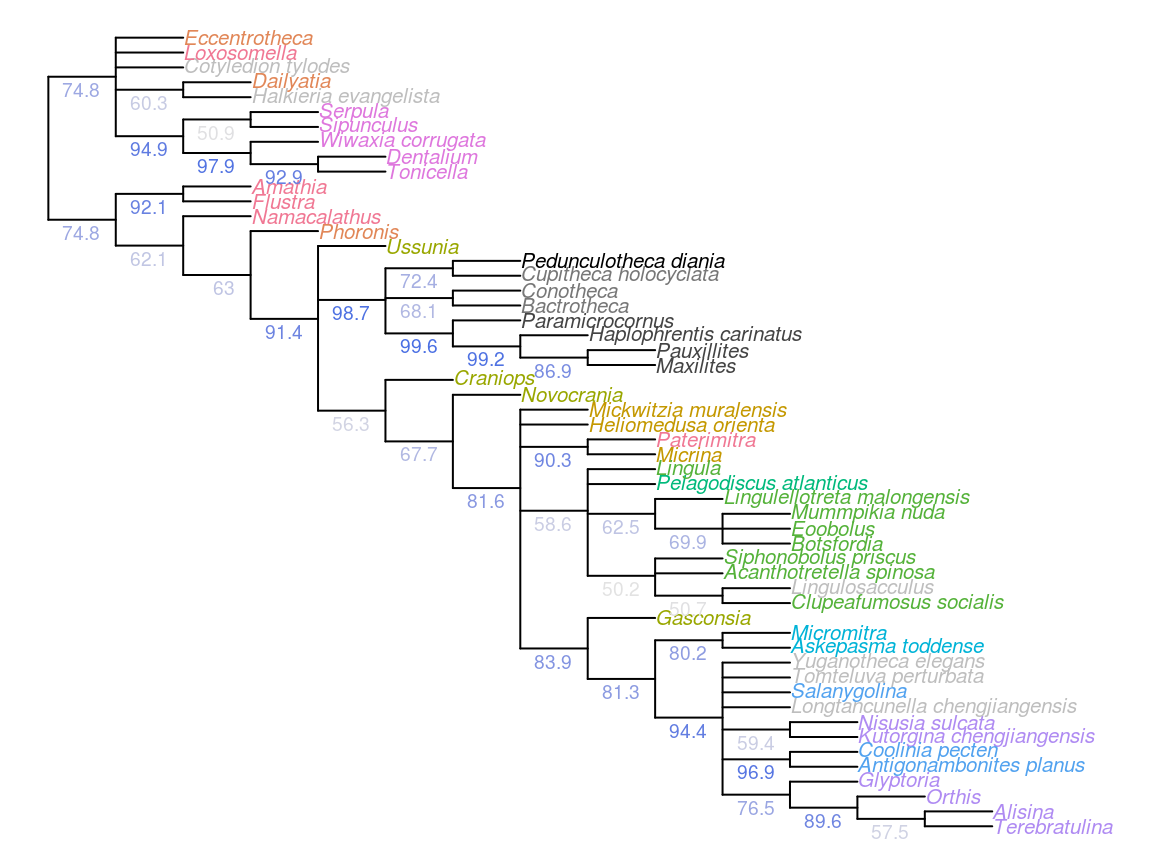 Eccentrotheca
Loxosomella
Cotyledion tylodes
74.8
Dailyatia
60.3
Halkieria evangelista
Serpula
50.9
Sipunculus
94.9
Wiwaxia corrugata
97.9
Dentalium
92.9
Tonicella
Amathia
92.1
Flustra
Namacalathus
74.8
Phoronis
62.1
Ussunia
63
Pedunculotheca diania
72.4
Cupitheca holocyclata
Conotheca
68.1
Bactrotheca
98.7
Paramicrocornus
91.4
Haplophrentis carinatus
99.6
Pauxillites
99.2
Maxilites
86.9
Craniops
Novocrania
56.3
Mickwitzia muralensis
Heliomedusa orienta
67.7
Paterimitra
90.3
Micrina
Lingula
Pelagodiscus atlanticus
81.6
Lingulellotreta malongensis
58.6
62.5
Mummpikia nuda
Eoobolus
69.9
Botsfordia
Siphonobolus priscus
Acanthotretella spinosa
50.2
Lingulosacculus
50.7
Clupeafumosus socialis
Gasconsia
Micromitra
80.2
Askepasma toddense
83.9
Yuganotheca elegans
Tomteluva perturbata
81.3
Salanygolina
Longtancunella chengjiangensis
94.4
Nisusia sulcata
59.4
Kutorgina chengjiangensis
Coolinia pecten
96.9
Antigonambonites planus
Glyptoria
76.5
Orthis
89.6
Alisina
57.5
Terebratulina